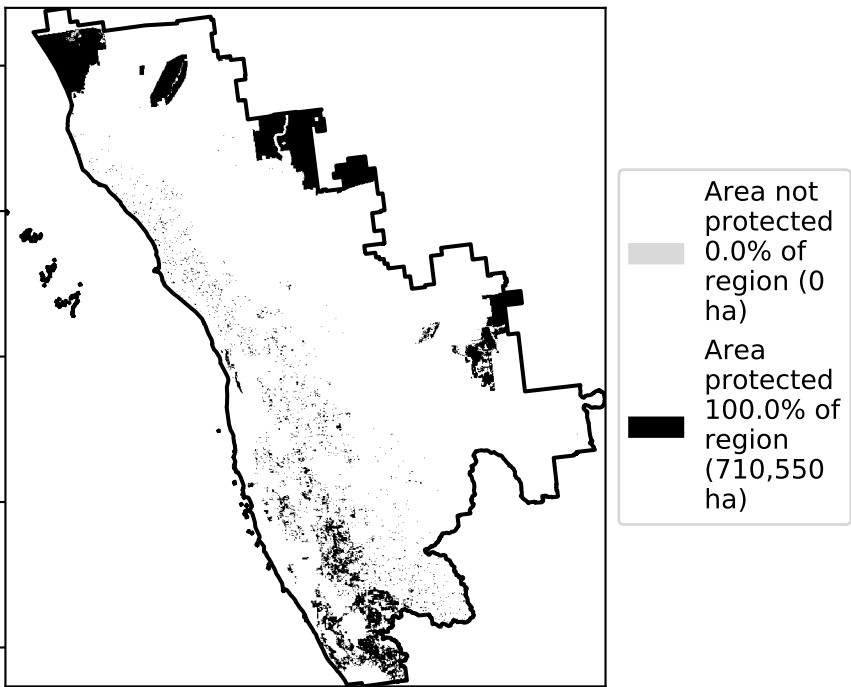 Area not
protected
0.0% of
region (0
ha)
Area
protected
100.0% of
region
(710,550
ha)